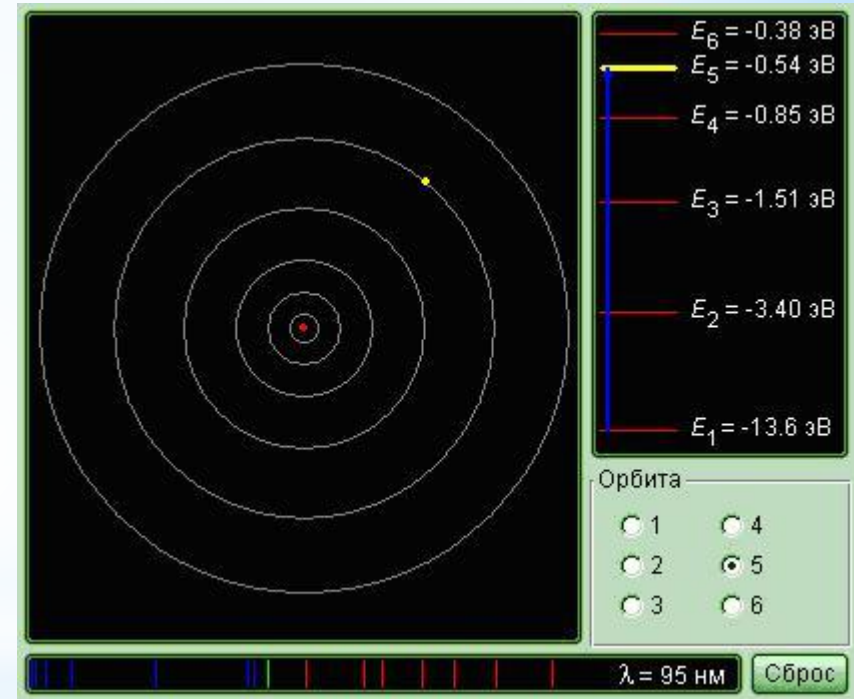 E6 = -0.38 эВ
E5 = -0.54 эВ
E4 = -0.85 эВ
E3 = -1.51 эВ
E2 = -3.40 эВ
E1 = -13.6 эВ
Орбита
1 4
2 5
3 6
λ = 95 нм Сброс